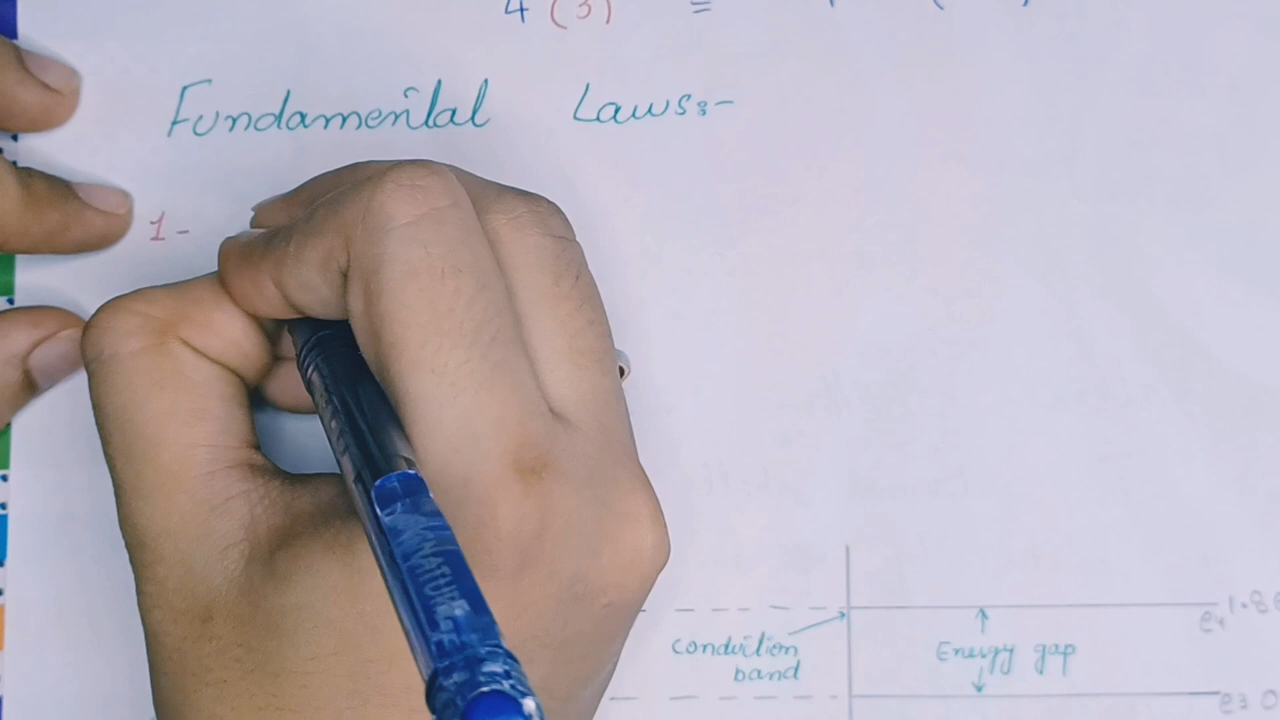 4 (3) =
Fundamental Laws:-
1-
conduction
band
Energy gap